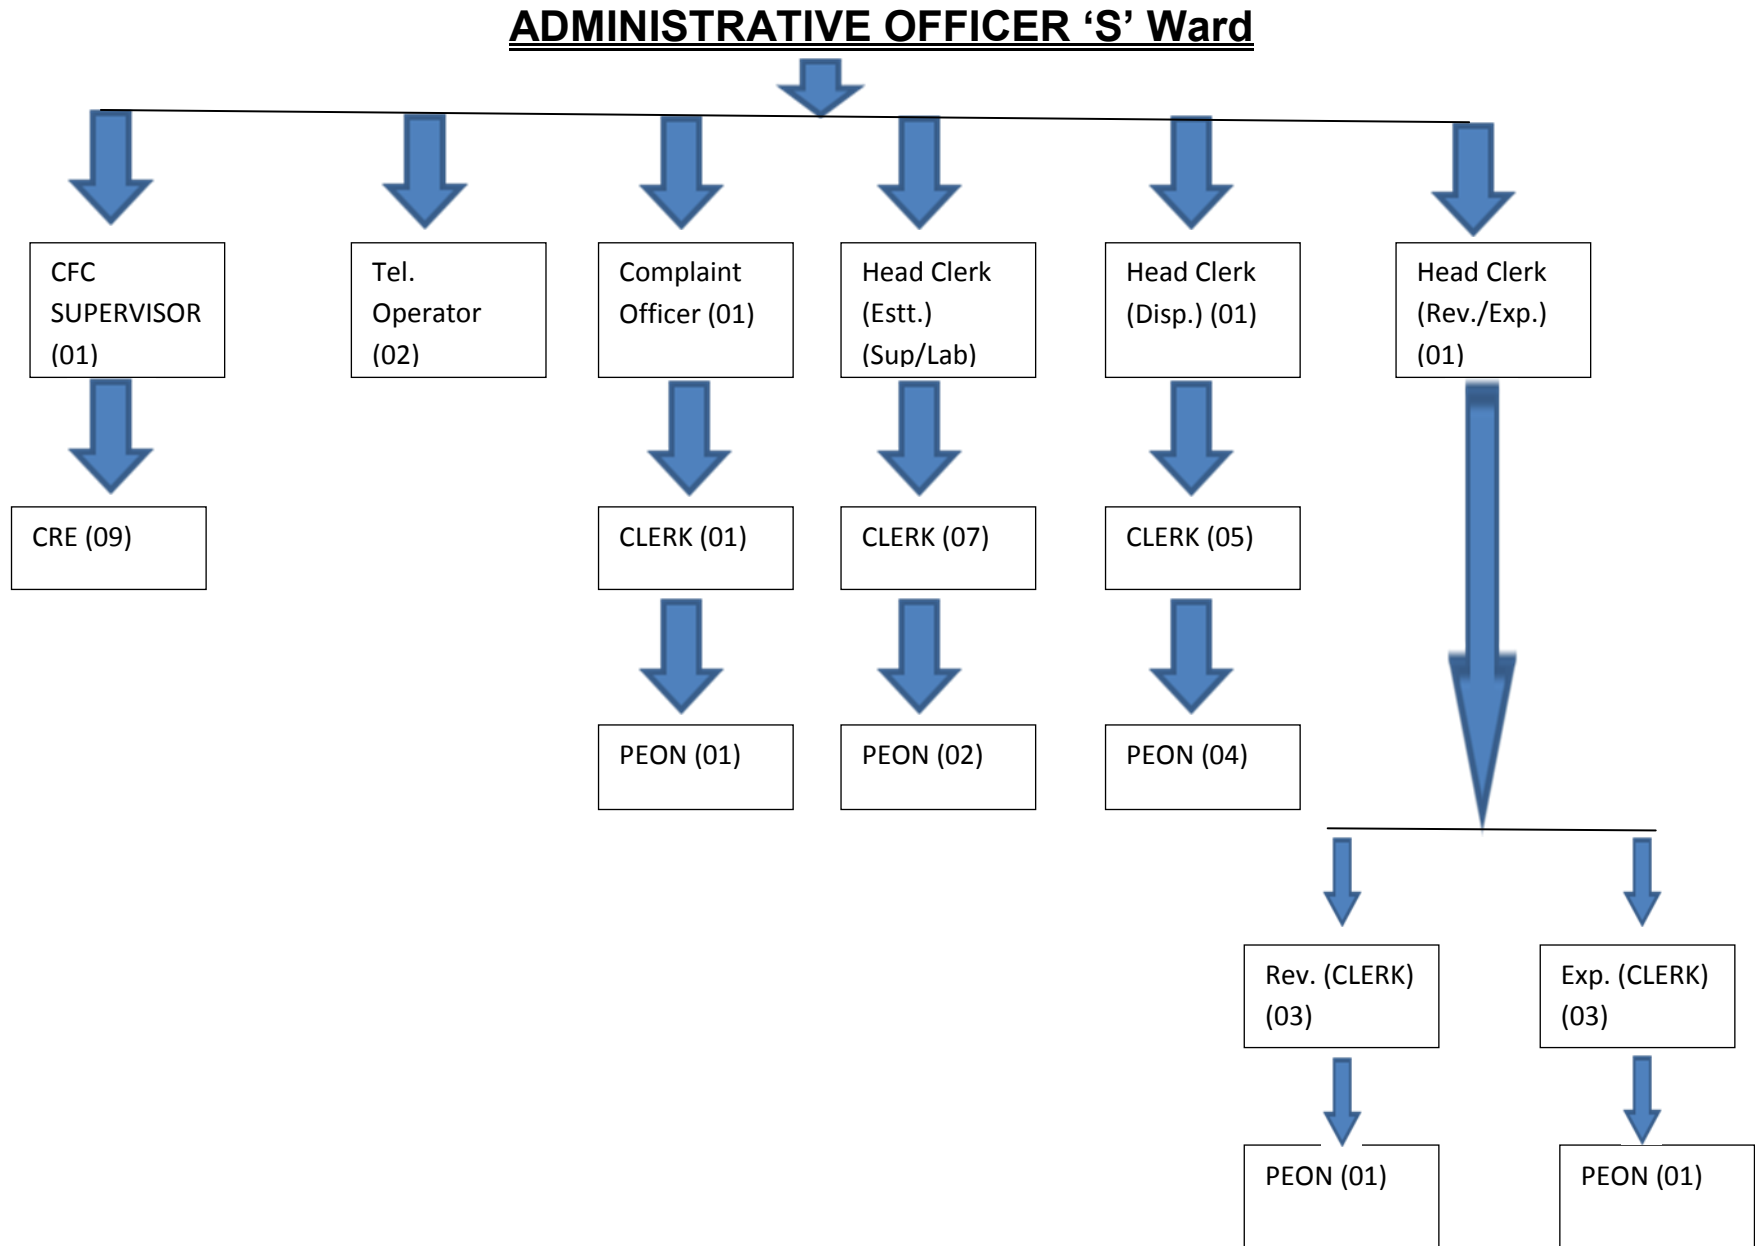 ADMINISTRATIVE OFFICER ‘S’ Ward
CFC
SUPERVISOR
(01)
Tel.
Operator
(02)
Complaint
Officer (01)
Head Clerk
(Estt.)
(Sup/Lab)
Head Clerk
(Disp.) (01)
Head Clerk
(Rev./Exp.)
(01)
CRE (09)
CLERK (01)
CLERK (07)
CLERK (05)
PEON (01)
PEON (02)
PEON (04)
Rev. (CLERK)
(03)
Exp. (CLERK)
(03)
PEON (01)
PEON (01)